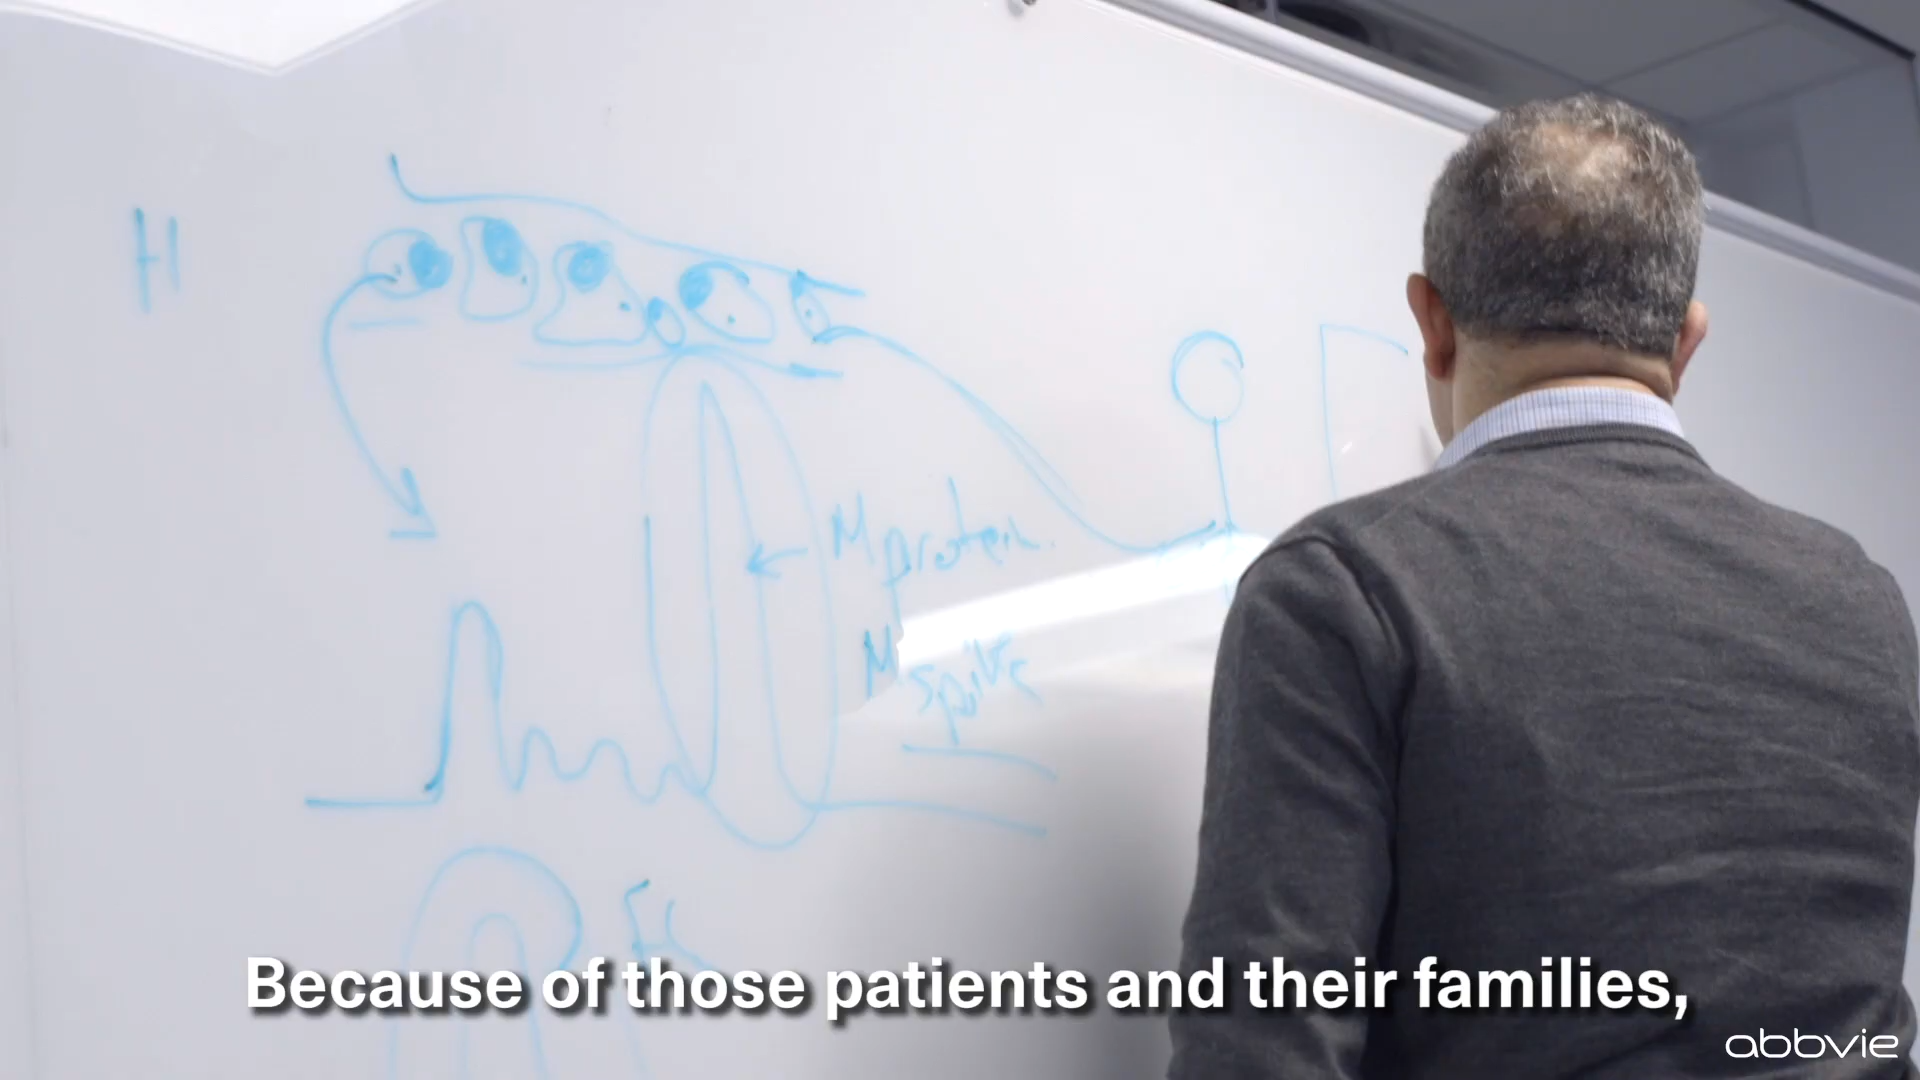 H
M protein
M spike
Because of those patients and their families,
abbvie